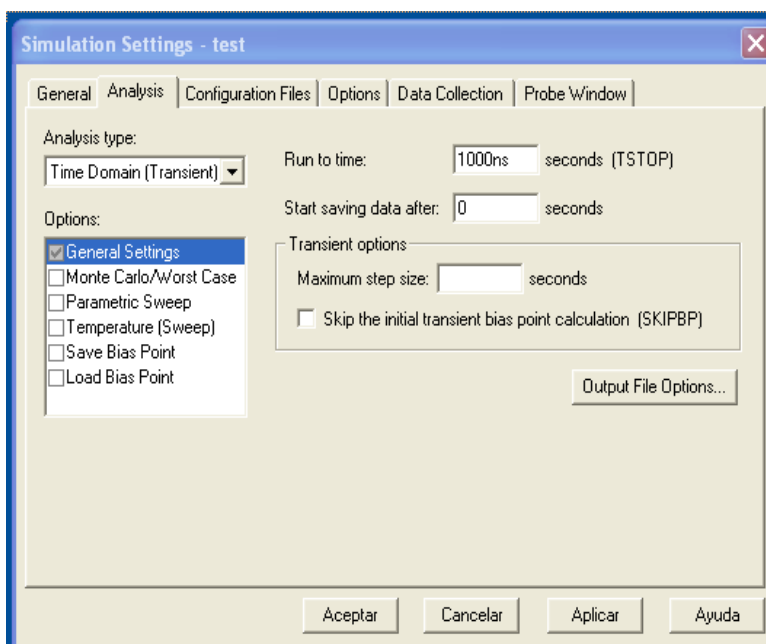 Simulation Settings - test
General Analysis Configuration Files Options Data Collection Probe Window
Analysis type:
Time Domain (Transient)
Options:
General Settings
Monte Carlo/Worst Case
Parametric Sweep
Temperature (Sweep)
Save Bias Point
Load Bias Point
Run to time: 1000ns seconds (TSTOP)
Start saving data after: 0 seconds
Transient options
Maximum step size: seconds
Skip the initial transient bias point calculation (SKIPBP)
Output File Options...
Aceptar Cancelar Aplicar Ayuda